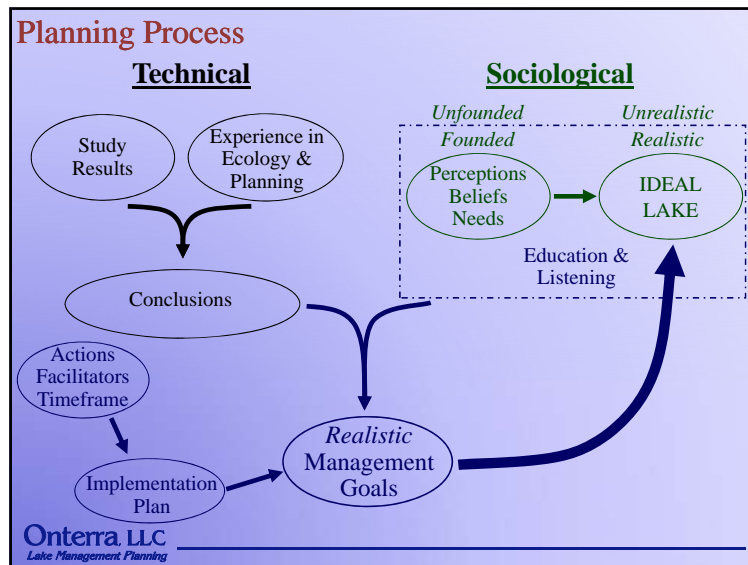 Planning Process
Technical
Sociological
Unfounded
Unrealistic
Founded
Realistic
Study
Results
Experience in
Ecology &
Planning
Perceptions
Beliefs
Needs
IDEAL
LAKE
Education &
Listening
Conclusions
Actions
Facilitators
Timeframe
Realistic
Management
Goals
Implementation
Plan
Onterra, LLC
Lake Management Planning